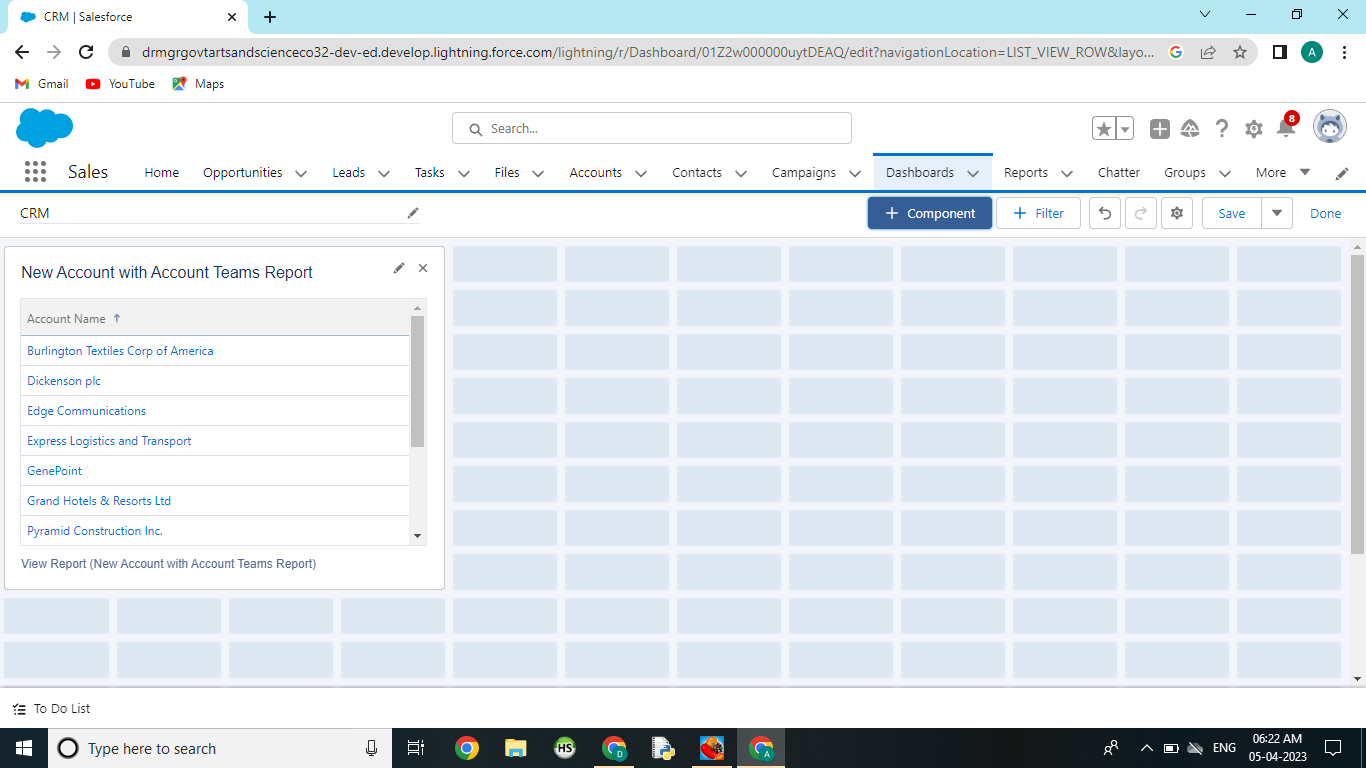 CRM | Salesforce
drmgrgovtartsandscienceco32-dev-ed.develop.lightning.force.com/lightning/r/Dashboard/01Z2w000000uytDEAQ/edit?navigationLocation=LIST_VIEW_ROW&layo...
A
Gmail YouTube Maps
Search...
8
Sales Home Opportunities Leads Tasks Files Accounts Contacts Campaigns Dashboards Reports Chatter Groups More
CRM
+ Component + Filter Save Done
New Account with Account Teams Report
Account Name ↑
Burlington Textiles Corp of America
Dickenson plc
Edge Communications
Express Logistics and Transport
GenePoint
Grand Hotels & Resorts Ltd
Pyramid Construction Inc.
View Report (New Account with Account Teams Report)
To Do List
Type here to search
HS
D
A
ENG
06:22 AM
05-04-2023